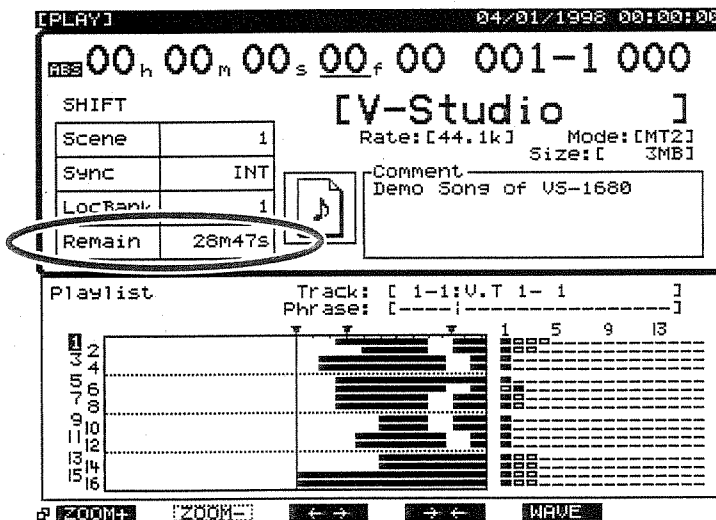 [PLAY] 04/01/1998 00:00:00
ABS 00h 00m 00s 00f 00 001-1 000
SHIFT
[V-Studio ]
Rate:[44.1k] Mode:[MT2]
Size:[ 3MB]
Scene 1
Sync INT
LocBank 1
Remain 28m47s
Comment
Demo Song of VS-1680
Playlist Track: [ 1-1:V.T 1- 1 ]
Phrase: [-----|--------------------]
1 5 9 13
1
2
3
4
5
6
7
8
9
10
11
12
13
14
15
16
ZOOM+ ZOOM- ←→ →← WAVE